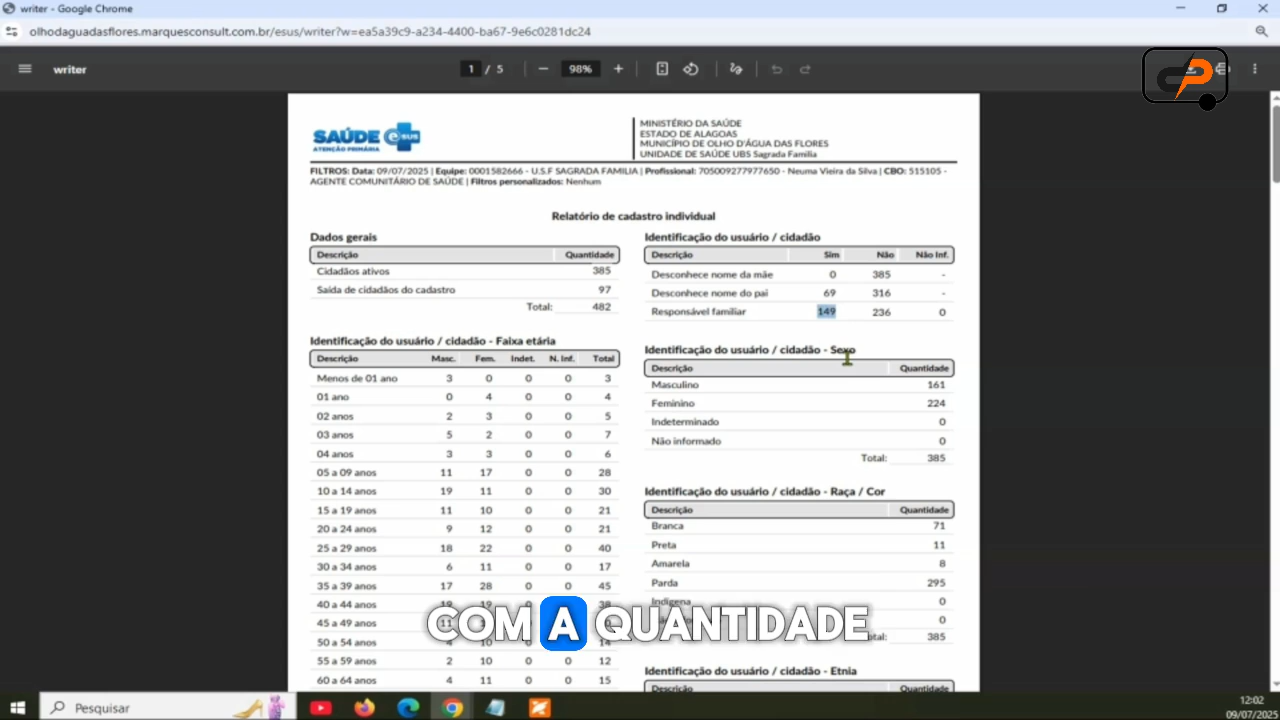 writer - Google Chrome
olhodaguadasflores.marquesconsult.com.br/esus/writer?w=ea5a39c9-a234-4400-ba67-9e6c0281dc24
writer
1 / 5
98%
SAÚDE e-SUS
ATENÇÃO PRIMÁRIA
MINISTÉRIO DA SAÚDE
ESTADO DE ALAGOAS
MUNICÍPIO DE OLHO D'ÁGUA DAS FLORES
UNIDADE DE SAÚDE UBS Sagrada Familia
FILTROS: Data: 09/07/2025 | Equipe: 0001582666 - U.S.F SAGRADA FAMILIA | Profissional: 705009277977650 - Neuma Vieira da Silva | CBO: 515105 -
AGENTE COMUNITÁRIO DE SAÚDE | Filtros personalizados: Nenhum
Relatório de cadastro individual
Dados gerais
Descrição Quantidade
Cidadãos ativos 385
Saída de cidadãos do cadastro 97
Total: 482
Identificação do usuário / cidadão - Faixa etária
Descrição Masc. Fem. Indet. N. Inf. Total
Menos de 01 ano 3 0 0 0 3
01 ano 0 4 0 0 4
02 anos 2 3 0 0 5
03 anos 5 2 0 0 7
04 anos 3 3 0 0 6
05 a 09 anos 11 17 0 0 28
10 a 14 anos 19 11 0 0 30
15 a 19 anos 11 10 0 0 21
20 a 24 anos 9 12 0 0 21
25 a 29 anos 18 22 0 0 40
30 a 34 anos 6 11 0 0 17
35 a 39 anos 17 28 0 0 45
40 a 44 anos 19 19 0 0 38
45 a 49 anos 11
50 a 54 anos 4 10 0 0 14
55 a 59 anos 2 10 0 0 12
60 a 64 anos 4 11 0 0 15
Identificação do usuário / cidadão
Descrição Sim Não Não Inf.
Desconhece nome da mãe 0 385 -
Desconhece nome do pai 69 316 -
Responsável familiar 149 236 0
Identificação do usuário / cidadão - Sexo
Descrição Quantidade
Masculino 161
Feminino 224
Indeterminado 0
Não informado 0
Total: 385
Identificação do usuário / cidadão - Raça / Cor
Descrição Quantidade
Branca 71
Preta 11
Amarela 8
Parda 295
Indígena 0
0
Total: 385
Identificação do usuário / cidadão - Etnia
Descrição Quantidade
COM A QUANTIDADE
Pesquisar
12:02
09/07/2025